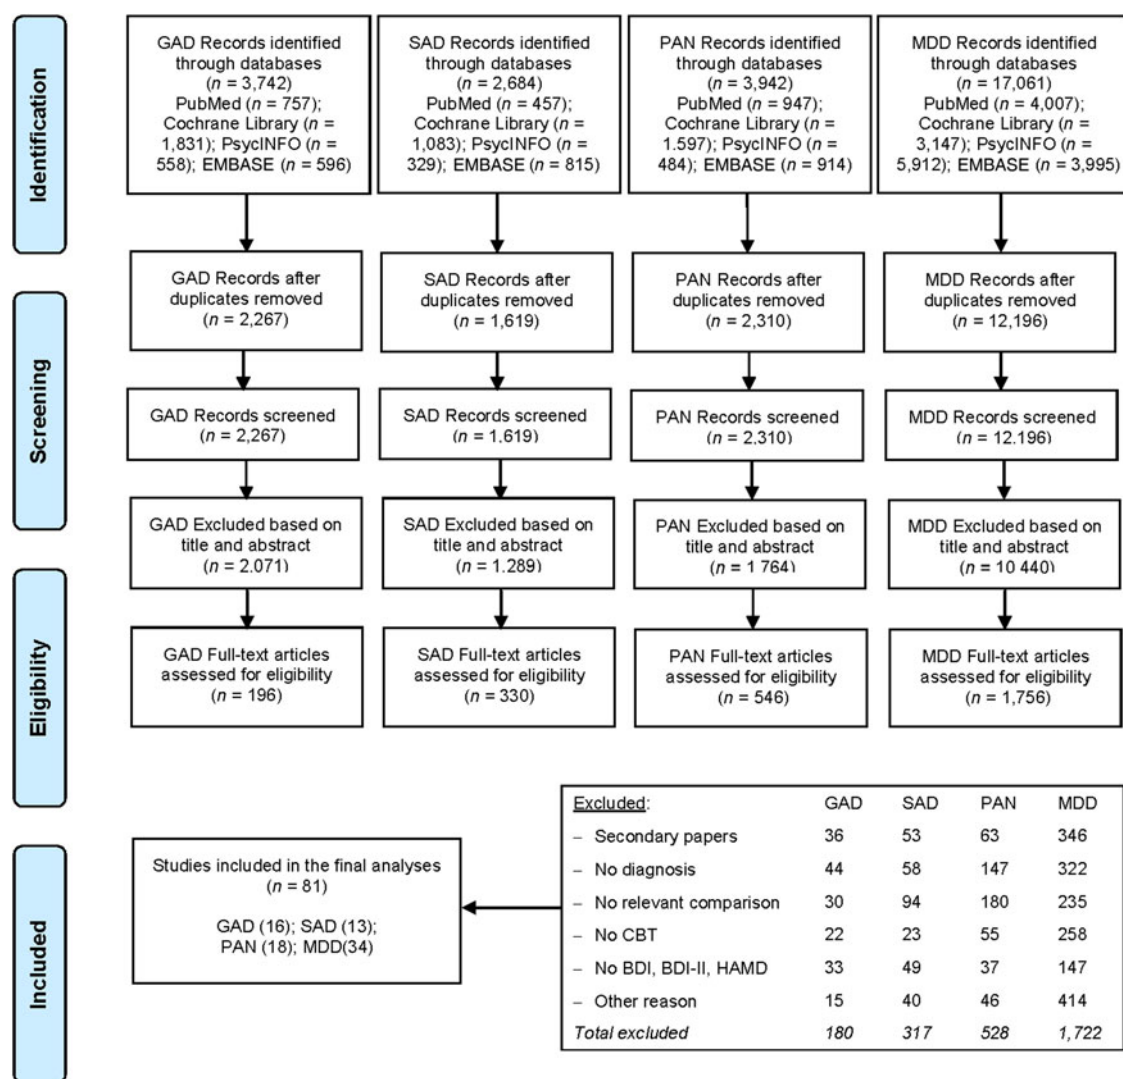 Identification
GAD Records identified
through databases
(n = 3,742)
PubMed (n = 757);
Cochrane Library (n =
1,831); PsycINFO (n =
558); EMBASE (n = 596)
SAD Records identified
through databases
(n = 2,684)
PubMed (n = 457);
Cochrane Library (n =
1,083); PsycINFO (n =
329); EMBASE (n = 815)
PAN Records identified
through databases
(n = 3,942)
PubMed (n = 947);
Cochrane Library (n =
1.597); PsycINFO (n =
484); EMBASE (n = 914)
MDD Records identified
through databases
(n = 17,061)
PubMed (n = 4,007);
Cochrane Library (n =
3,147); PsycINFO (n =
5,912); EMBASE (n = 3,995)
Screening
GAD Records after
duplicates removed
(n = 2,267)
SAD Records after
duplicates removed
(n = 1,619)
PAN Records after
duplicates removed
(n = 2,310)
MDD Records after
duplicates removed
(n = 12,196)
GAD Records screened
(n = 2,267)
SAD Records screened
(n = 1.619)
PAN Records screened
(n = 2,310)
MDD Records screened
(n = 12.196)
GAD Excluded based on
title and abstract
(n = 2.071)
SAD Excluded based on
title and abstract
(n = 1.289)
PAN Excluded based on
title and abstract
(n = 1 764)
MDD Excluded based on
title and abstract
(n = 10 440)
Eligibility
GAD Full-text articles
assessed for eligibility
(n = 196)
SAD Full-text articles
assessed for eligibility
(n = 330)
PAN Full-text articles
assessed for eligibility
(n = 546)
MDD Full-text articles
assessed for eligibility
(n = 1,756)
Included
Studies included in the final analyses
(n = 81)
GAD (16); SAD (13);
PAN (18); MDD(34)
Excluded: GAD SAD PAN MDD
– Secondary papers 36 53 63 346
– No diagnosis 44 58 147 322
– No relevant comparison 30 94 180 235
– No CBT 22 23 55 258
– No BDI, BDI-II, HAMD 33 49 37 147
– Other reason 15 40 46 414
Total excluded 180 317 528 1,722